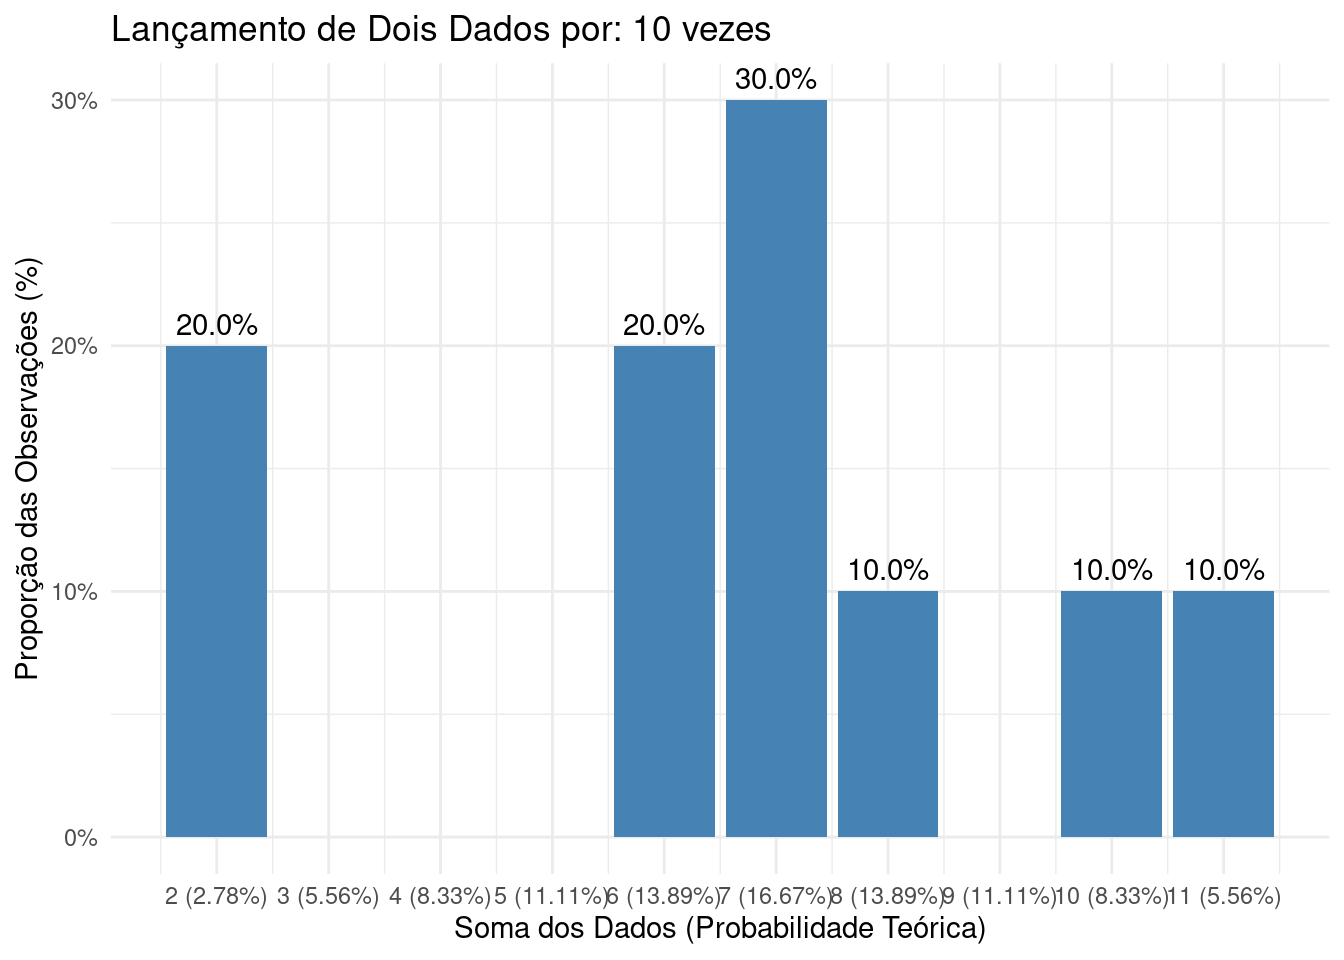 Lançamento de Dois Dados por: 10 vezes
30.0%
30%
20.0% 20.0%
20%
10.0% 10.0% 10.0%
10%
0%
Proporção das Observações (%)
2 (2.78%) 3 (5.56%) 4 (8.33%) 5 (11.11%) 6 (13.89%) 7 (16.67%) 8 (13.89%) 9 (11.11%) 10 (8.33%) 11 (5.56%)
Soma dos Dados (Probabilidade Teórica)